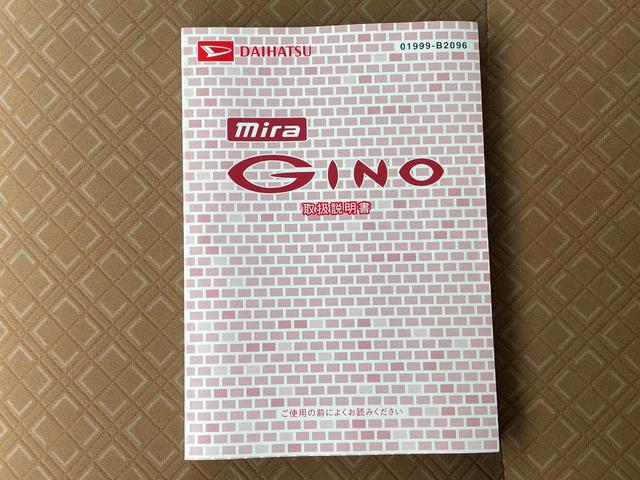 DAIHATSU
01999-B2096
mira
GINO
取扱説明書
ご使用の前によくお読みください